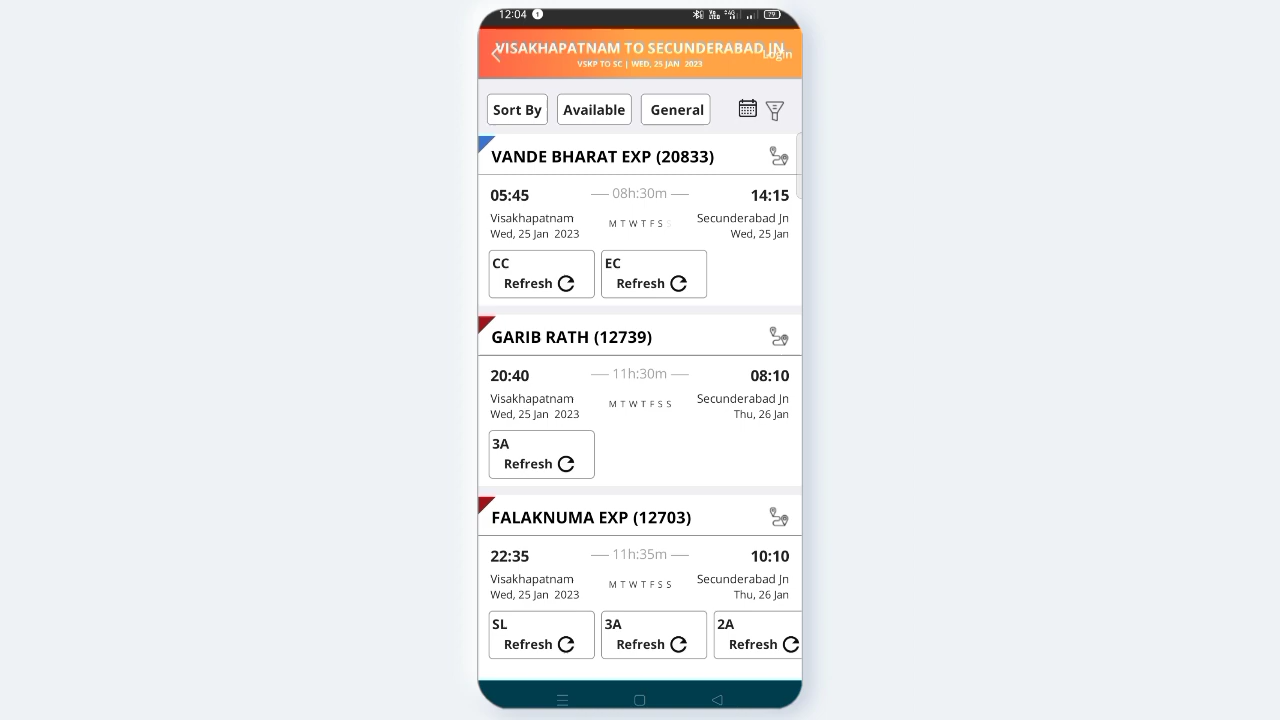 12:04
79
VISAKHAPATNAM TO SECUNDERABAD JN
Login
VSKP TO SC | WED, 25 JAN 2023
Sort By Available General
VANDE BHARAT EXP (20833)
05:45 08h:30m 14:15
Visakhapatnam M T W T F S S Secunderabad Jn
Wed, 25 Jan 2023 Wed, 25 Jan
CC EC
Refresh Refresh
GARIB RATH (12739)
20:40 11h:30m 08:10
Visakhapatnam M T W T F S S Secunderabad Jn
Wed, 25 Jan 2023 Thu, 26 Jan
3A
Refresh
FALAKNUMA EXP (12703)
22:35 11h:35m 10:10
Visakhapatnam M T W T F S S Secunderabad Jn
Wed, 25 Jan 2023 Thu, 26 Jan
SL 3A 2A
Refresh Refresh Refresh